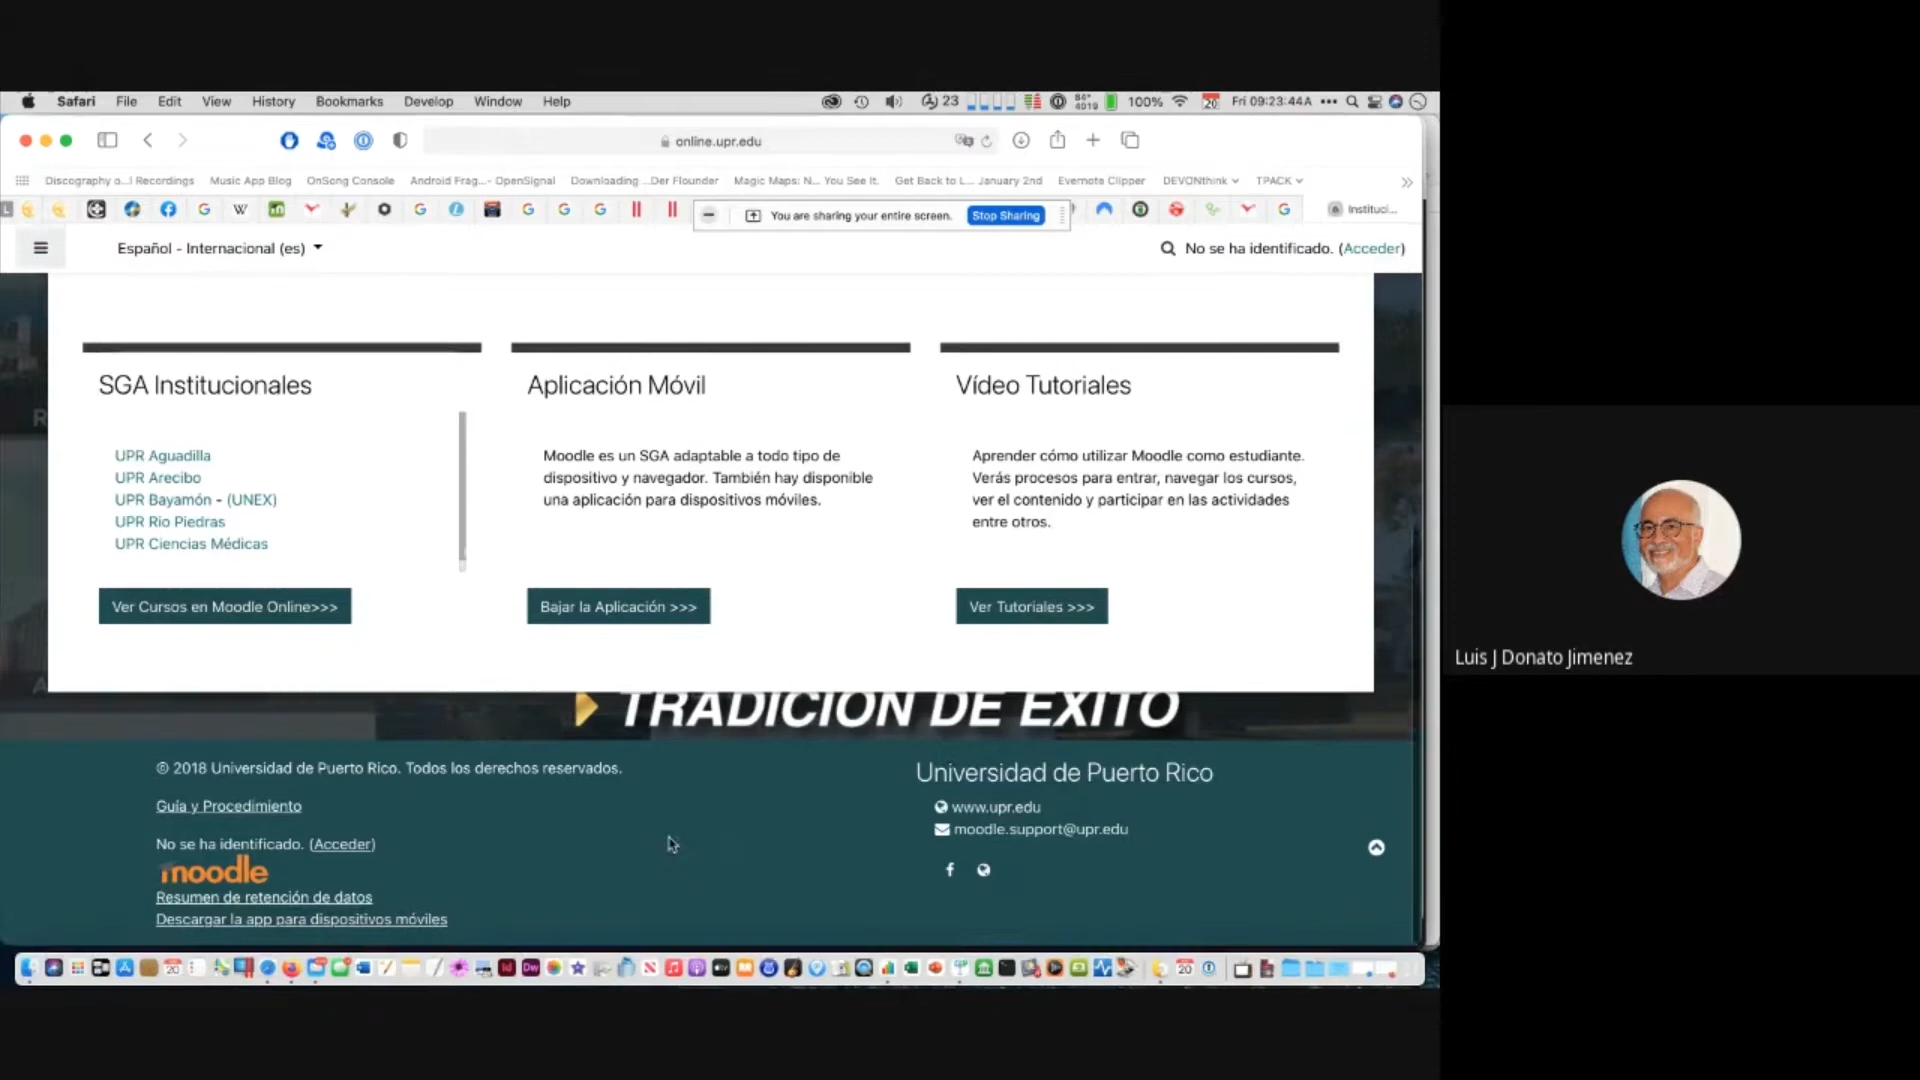 Safari File Edit View History Bookmarks Develop Window Help
23 84° 4019 100% 20 Fri 09:23:44A
online.upr.edu
Discography o...l Recordings Music App Blog OnSong Console Android Frag...- OpenSignal Downloading ...Der Flounder Magic Maps: N... You See It. Get Back to L... January 2nd Evernote Clipper DEVONthink TPACK
You are sharing your entire screen. Stop Sharing
Instituci...
Español - Internacional (es)
No se ha identificado. (Acceder)
SGA Institucionales
UPR Aguadilla
UPR Arecibo
UPR Bayamón - (UNEX)
UPR Rio Piedras
UPR Ciencias Médicas
Ver Cursos en Moodle Online>>>
Aplicación Móvil
Moodle es un SGA adaptable a todo tipo de
dispositivo y navegador. También hay disponible
una aplicación para dispositivos móviles.
Bajar la Aplicación >>>
Vídeo Tutoriales
Aprender cómo utilizar Moodle como estudiante.
Verás procesos para entrar, navegar los cursos,
ver el contenido y participar en las actividades
entre otros.
Ver Tutoriales >>>
TRADICIÓN DE ÉXITO
© 2018 Universidad de Puerto Rico. Todos los derechos reservados.
Guía y Procedimiento
No se ha identificado. (Acceder)
moodle
Resumen de retención de datos
Descargar la app para dispositivos móviles
Universidad de Puerto Rico
www.upr.edu
moodle.support@upr.edu
Luis J Donato Jimenez